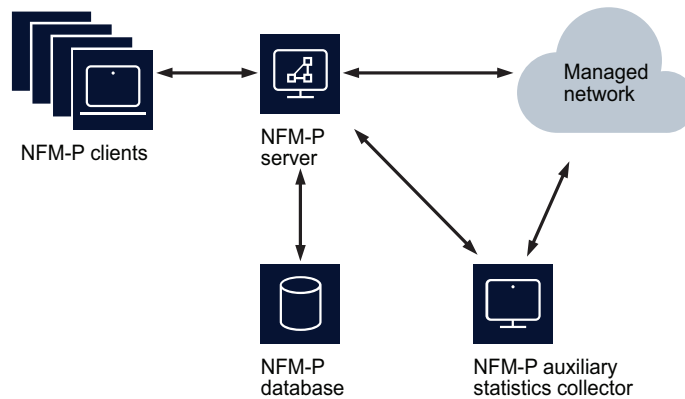 Managed
network
NFM-P clients
NFM-P
server
NFM-P
database
NFM-P auxiliary
statistics collector